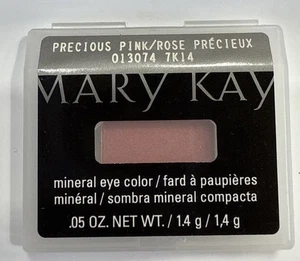 PRECIOUS PINK/ROSE PRÉCIEUX
013074 7K14
MARY KAY
mineral eye color / fard à paupières
minéral / sombra mineral compacta
.05 OZ. NET WT. / 1.4 g / 1,4 g